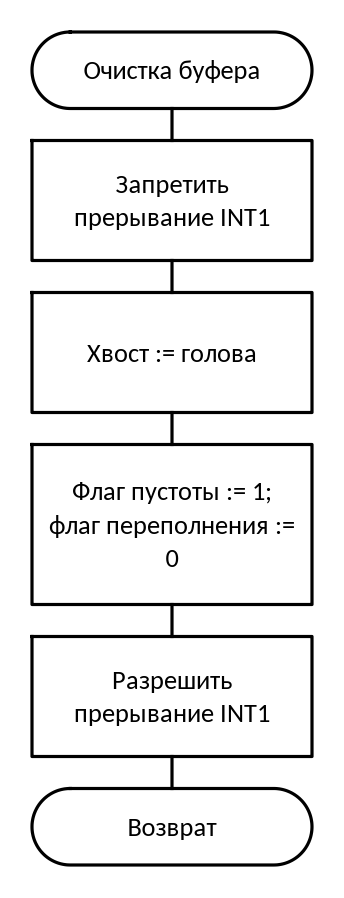 Очистка буфера
Запретить
прерывание INT1
Хвост := голова
Флаг пустоты := 1;
флаг переполнения :=
0
Разрешить
прерывание INT1
Возврат